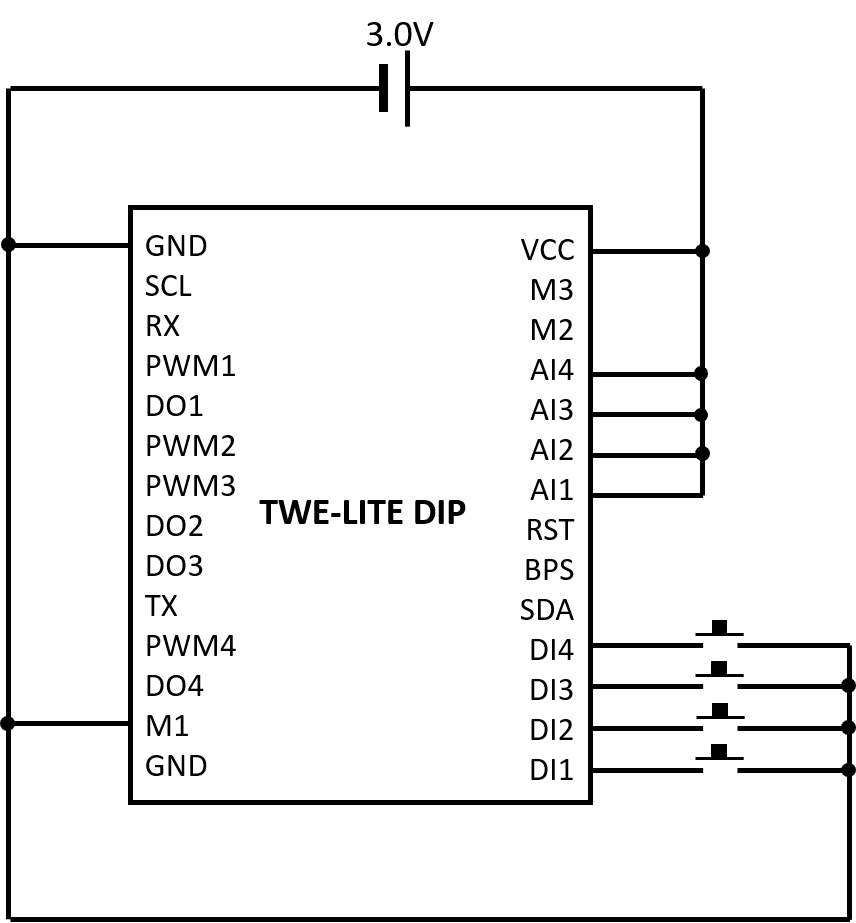 3.0V
GND
SCL
RX
PWM1
DO1
PWM2
PWM3
DO2
DO3
TX
PWM4
DO4
M1
GND
TWE-LITE DIP
VCC
M3
M2
AI4
AI3
AI2
AI1
RST
BPS
SDA
DI4
DI3
DI2
DI1